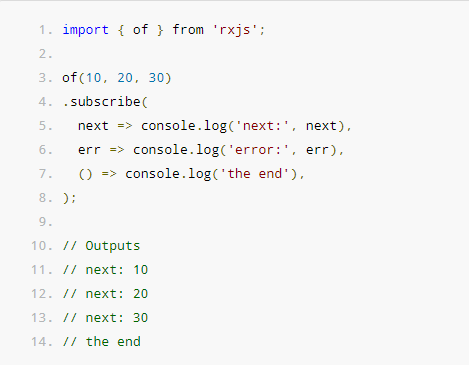 1. import { of } from 'rxjs';
2.
3. of(10, 20, 30)
4. .subscribe(
5.   next => console.log('next:', next),
6.   err => console.log('error:', err),
7.   () => console.log('the end'),
8. );
9.
10. // Outputs
11. // next: 10
12. // next: 20
13. // next: 30
14. // the end